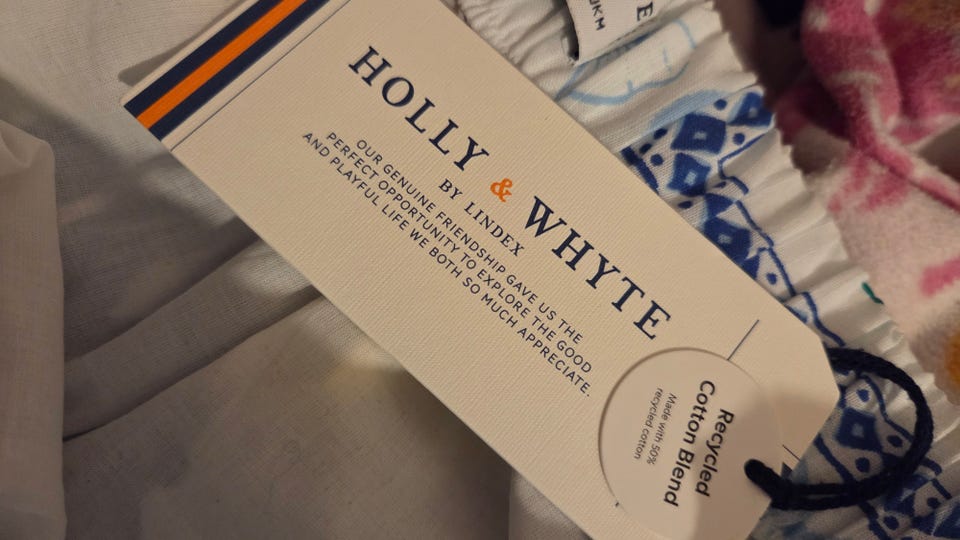 HOLLY & WHYTE
BY LINDEX
OUR GENUINE FRIENDSHIP GAVE US THE
PERFECT OPPORTUNITY TO EXPLORE THE GOOD
AND PLAYFUL LIFE WE BOTH SO MUCH APPRECIATE.
Recycled
Cotton Blend
Made with 50%
recycled cotton